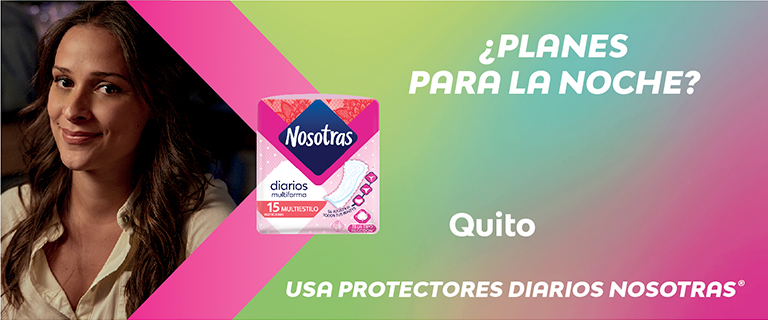 ¿PLANES
PARA LA NOCHE?
Nosotras
diarios
multiforma
15 MULTIESTILO
Quito
USA PROTECTORES DIARIOS NOSOTRAS®